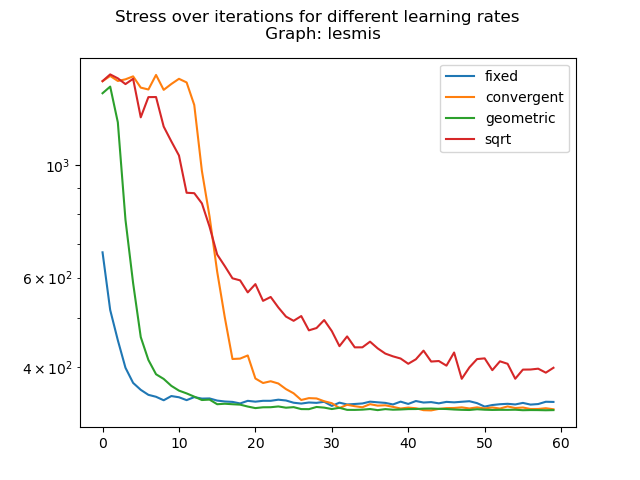 Stress over iterations for different learning rates
Graph: lesmis
fixed
convergent
geometric
sqrt
10³
6 × 10²
4 × 10²
0 10 20 30 40 50 60